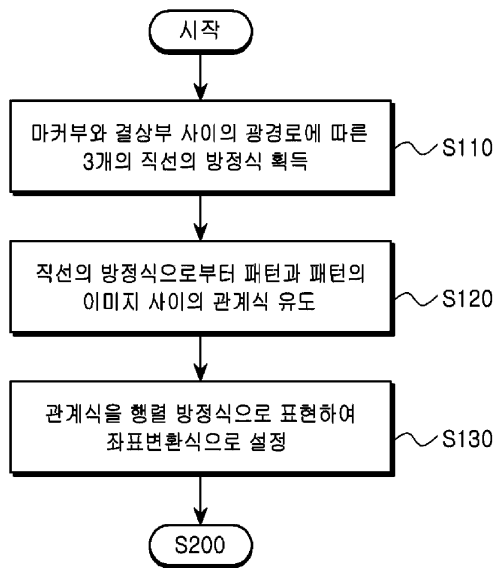 시작
마커부와 결상부 사이의 광경로에 따른
3개의 직선의 방정식 획득
S110
직선의 방정식으로부터 패턴과 패턴의
이미지 사이의 관계식 유도
S120
관계식을 행렬 방정식으로 표현하여
좌표변환식으로 설정
S130
S200